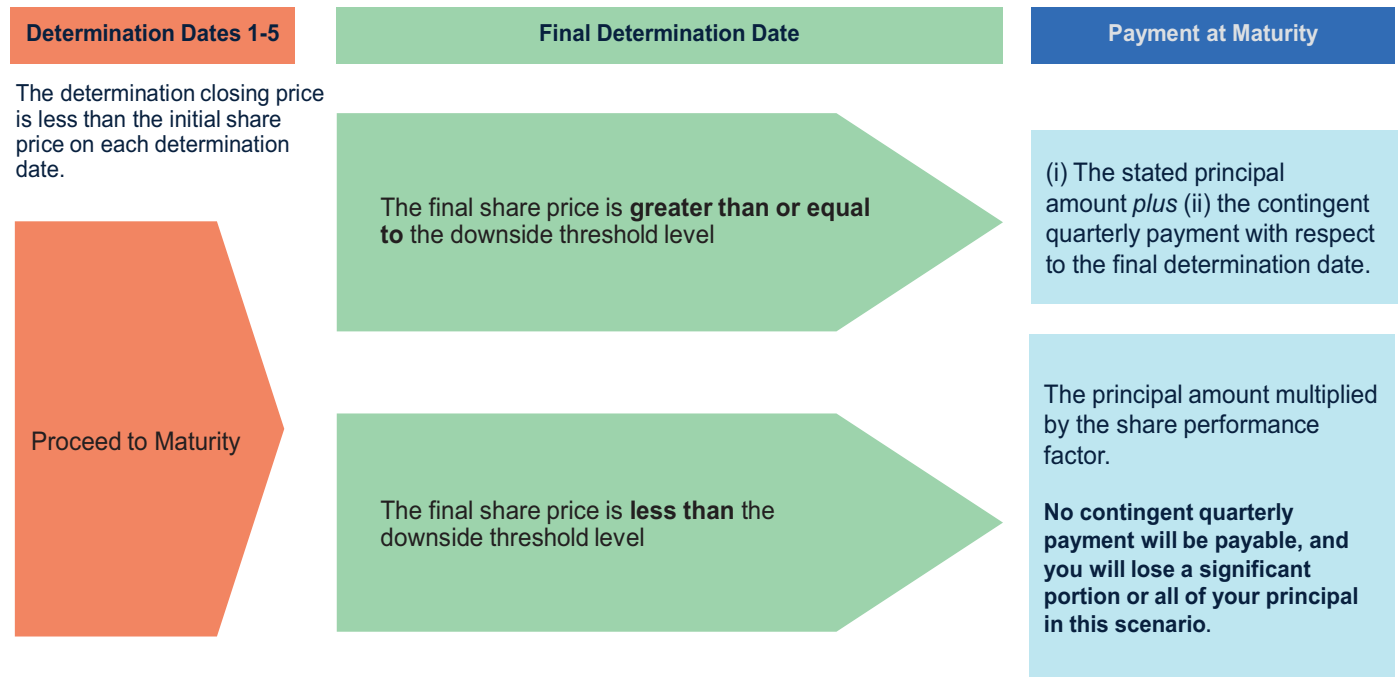 Determination Dates 1-5
Final Determination Date
Payment at Maturity
The determination closing price
is less than the initial share
price on each determination
date.
Proceed to Maturity
The final share price is greater than or equal
to the downside threshold level
(i) The stated principal
amount plus (ii) the contingent
quarterly payment with respect
to the final determination date.
The final share price is less than the
downside threshold level
The principal amount multiplied
by the share performance
factor.
No contingent quarterly
payment will be payable, and
you will lose a significant
portion or all of your principal
in this scenario.